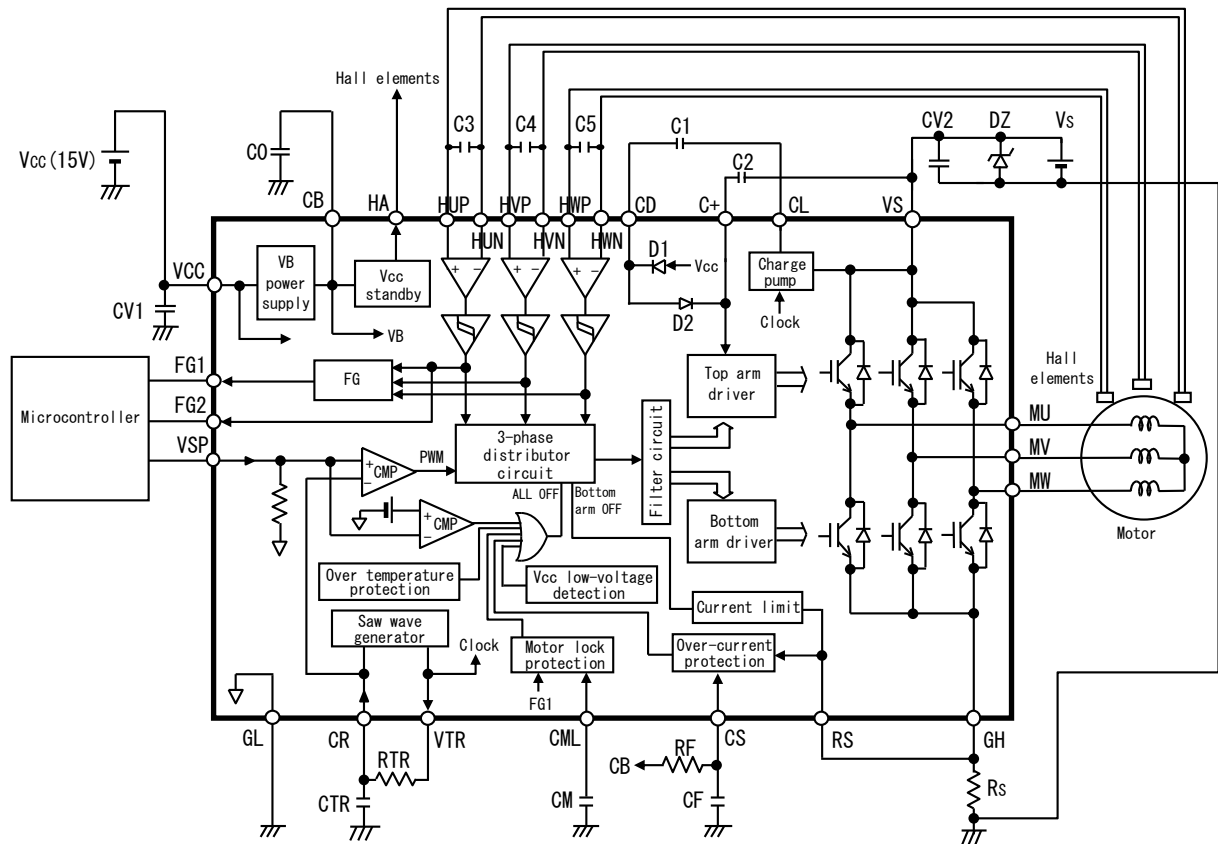 Hall elements
C3
C4
C5
C1
C2
CV2
DZ
Vs
Vcc (15V)
C0
CB
HA
HUP
HUN
HVP
HVN
HWP
HWN
CD
C+
CL
VS
VCC
CV1
VB
power
supply
Vcc
standby
VB
+ −
+ −
+ −
D1
Vcc
D2
Charge
pump
Clock
Microcontroller
FG1
FG2
VSP
FG
Top arm
driver
Hall
elements
MU
MV
MW
Motor
3-phase
distributor
circuit
Filter circuit
+
−
CMP
PWM
ALL OFF
Bottom
arm OFF
+
−
CMP
Bottom
arm driver
Over temperature
protection
Vcc low-voltage
detection
Current limit
Saw wave
generator
Clock
Motor lock
protection
FG1
Over-current
protection
GL
CR
VTR
CML
CS
RS
GH
RTR
CTR
CM
CB
RF
CF
Rs